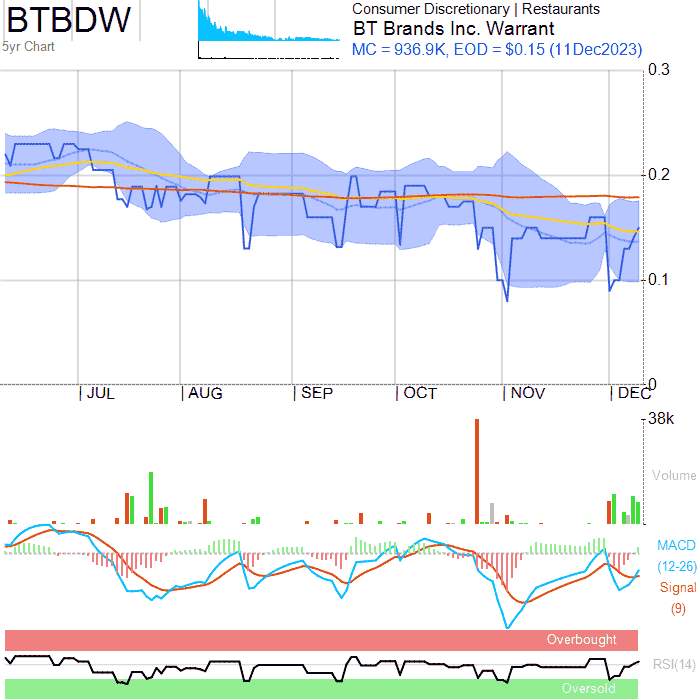 BTBDW
5yr Chart
Consumer Discretionary | Restaurants
BT Brands Inc. Warrant
MC = 936.9K, EOD = $0.15 (11Dec2023)
0.3
0.2
0.1
0
| JUL
| AUG
| SEP
| OCT
| NOV
| DEC
38K
Volume
MACD
(12-26)
Signal
(9)
Overbought
RSI(14)
Oversold